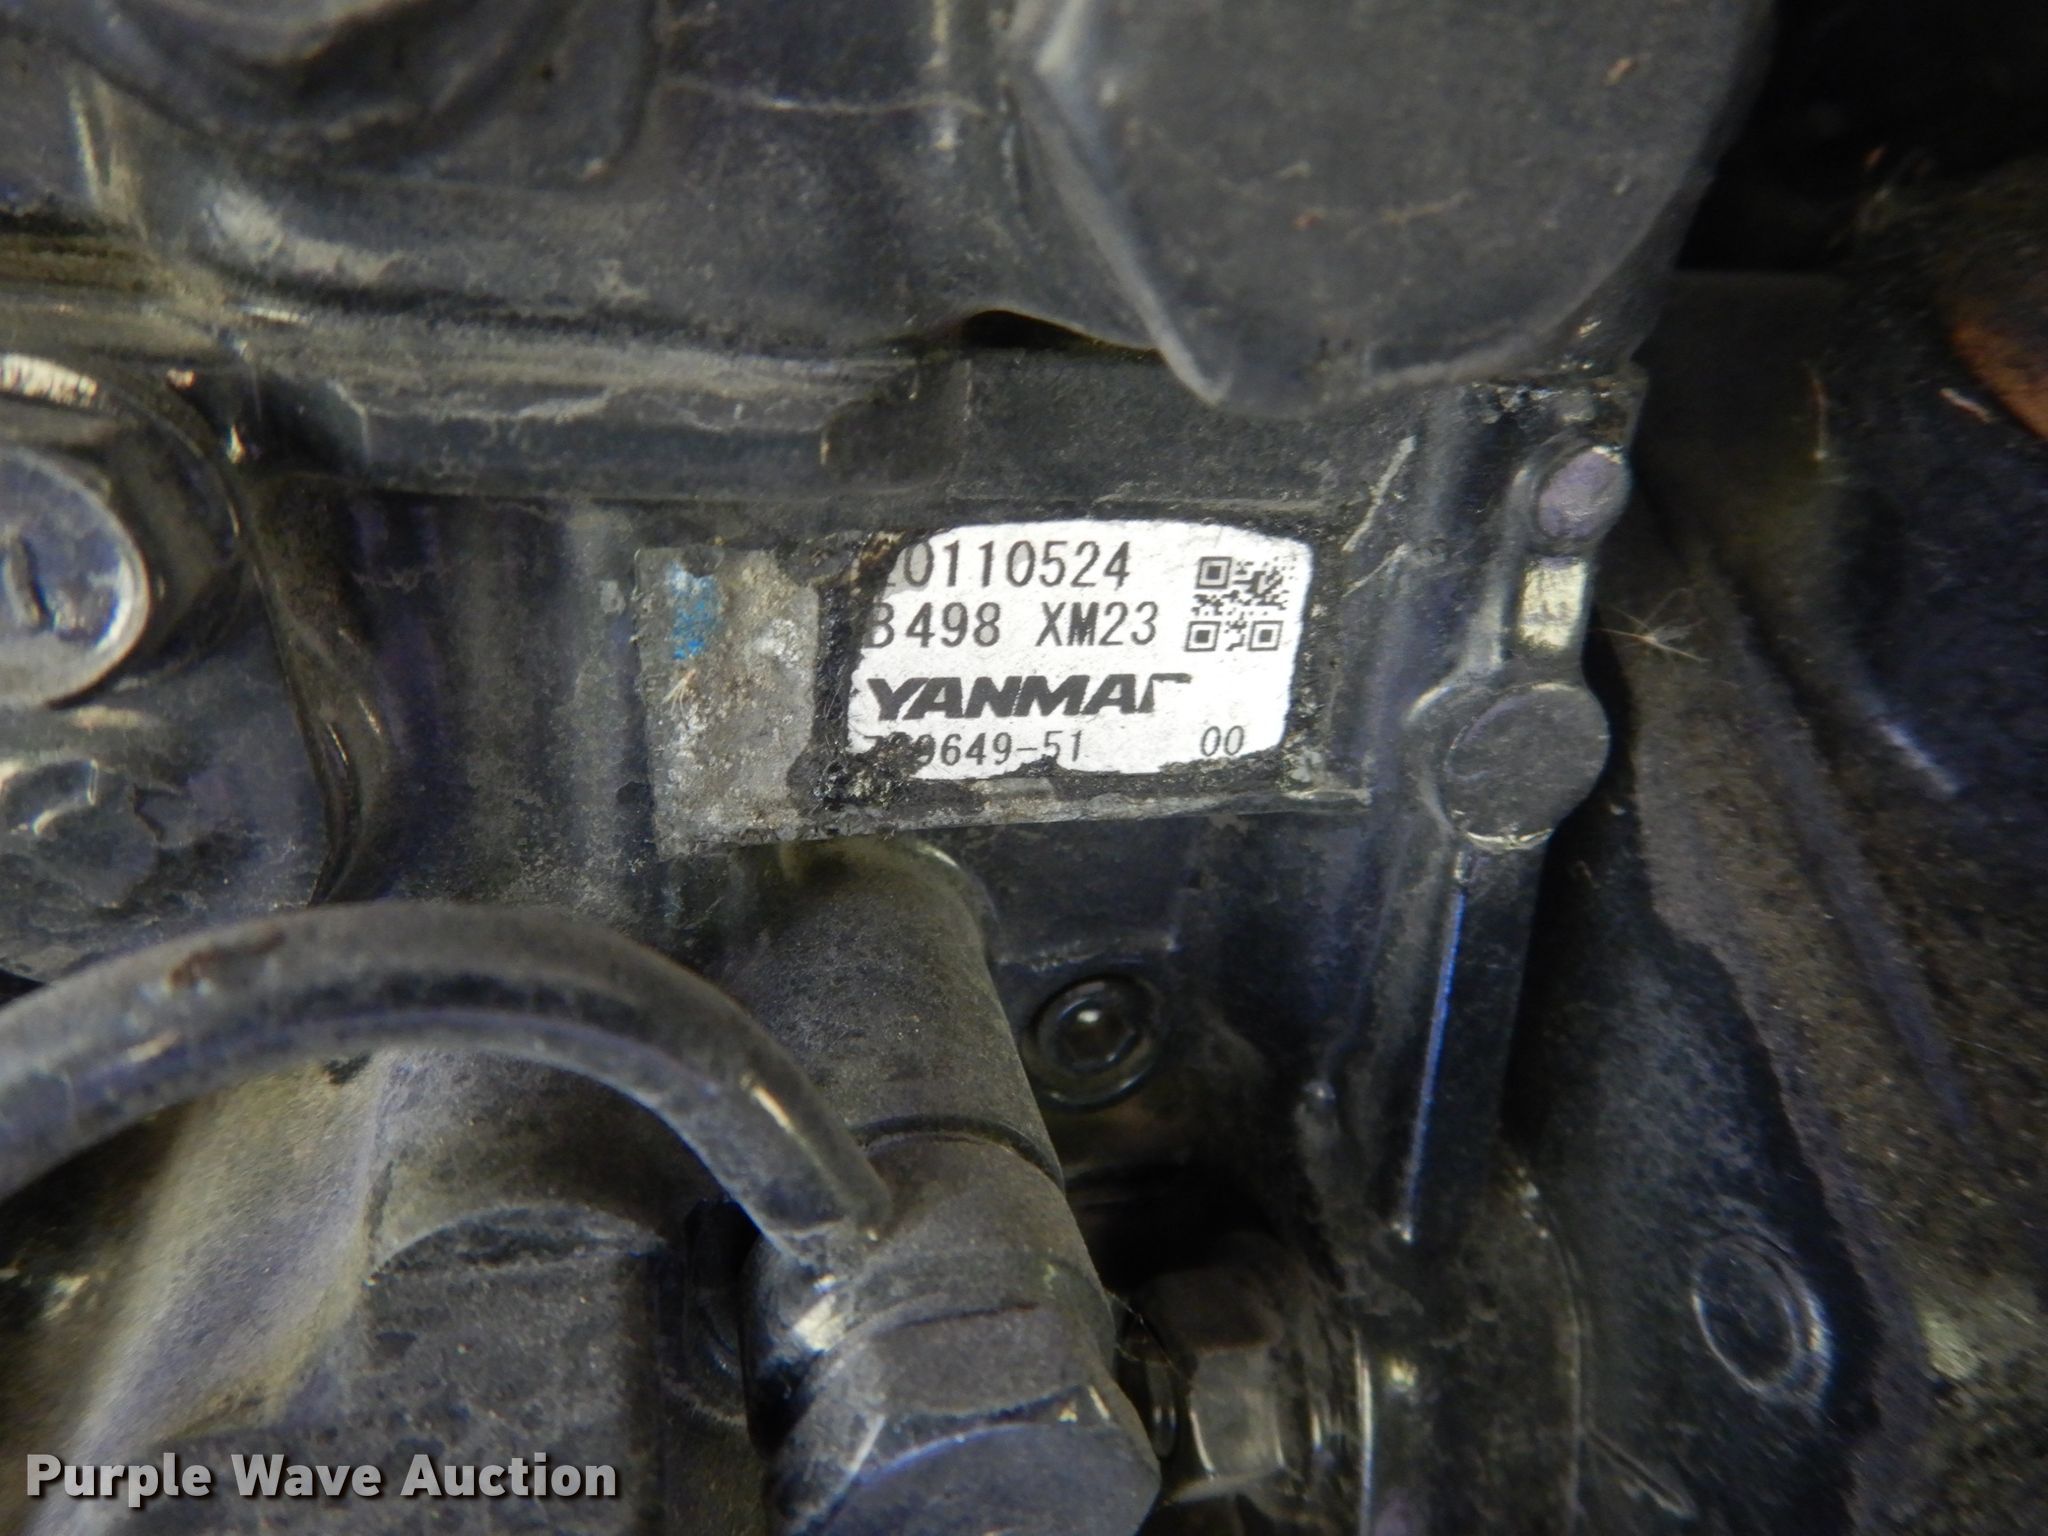 20110524
B498 XM23
YANMAR
649-51 00
Purple Wave Auction